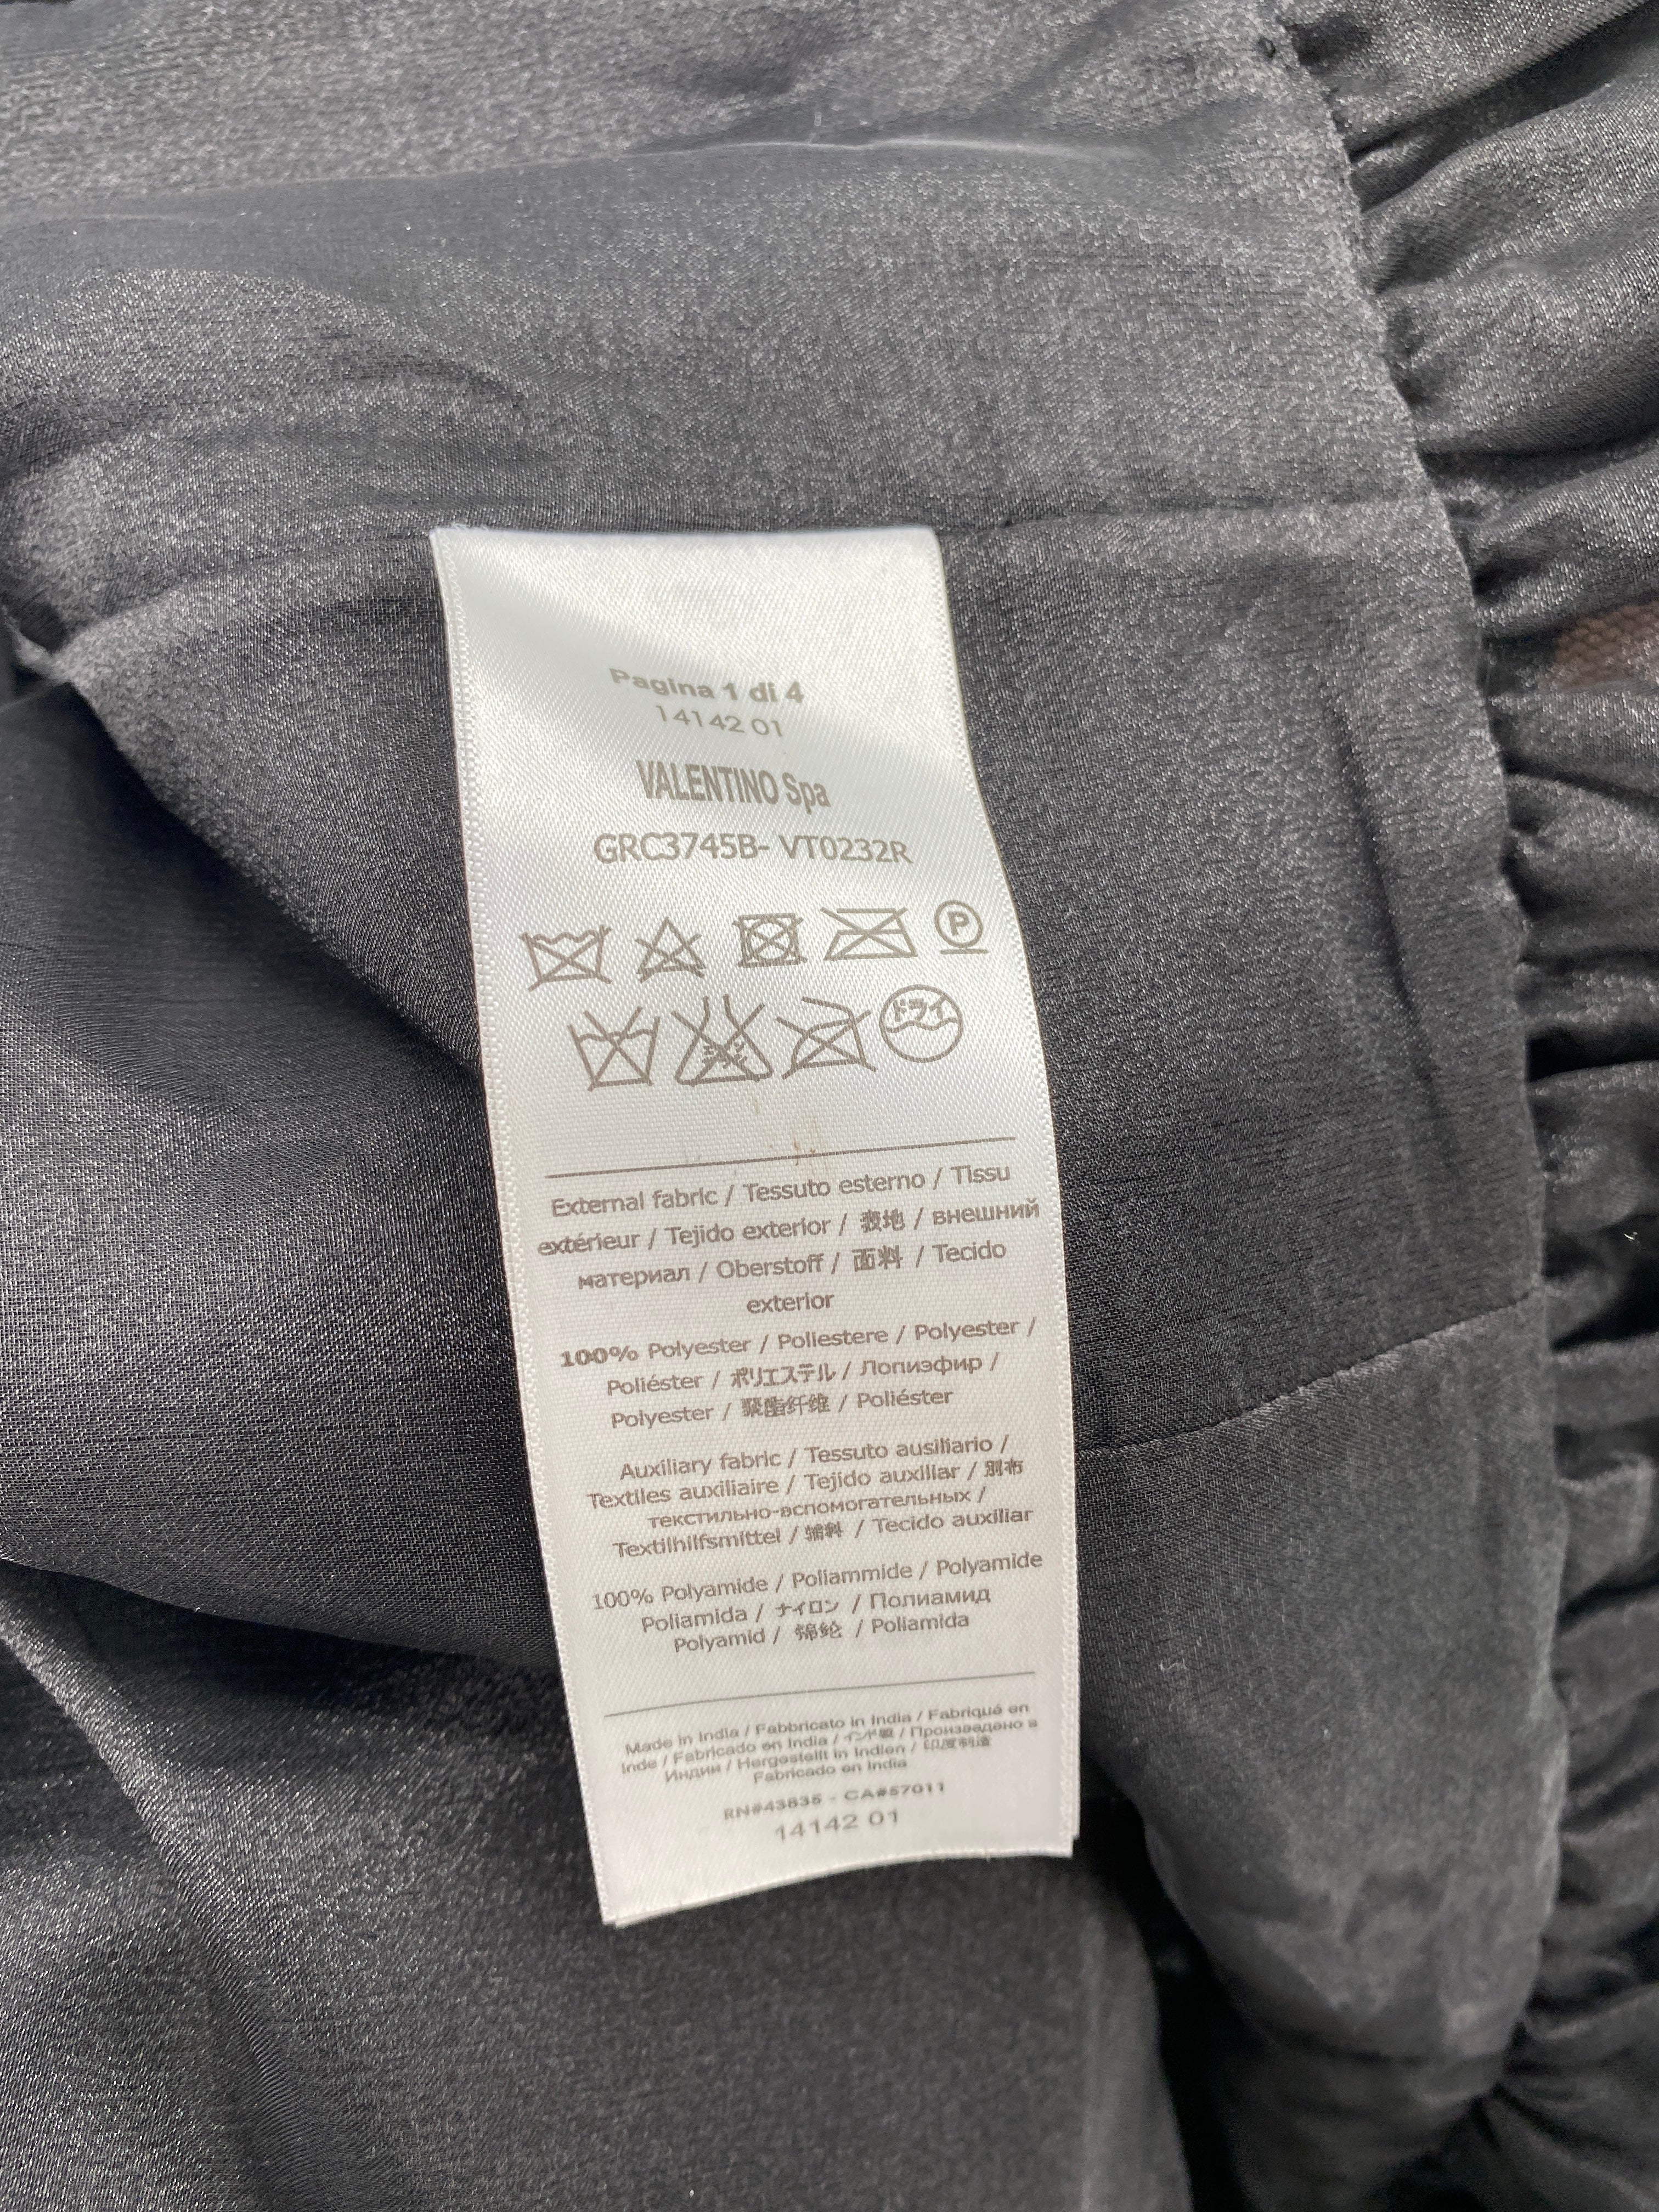 Pagina 1 di 4
14142 01
VALENTINO Spa
GRC3745B- VT0232R
P
ドライ
External fabric / Tessuto esterno / Tissu
extérieur / Tejido exterior / 表地 / внешний
материал / Oberstoff / 面料 / Tecido
exterior
100% Polyester / Poliestere / Polyester /
Poliéster / ポリエステル / Лопиэфир /
Polyester / 聚酯纤维 / Poliéster
Auxiliary fabric / Tessuto ausiliario /
Textiles auxiliaire / Tejido auxiliar / 別布
текстильно-вспомогательных /
Textilhilfsmittel / 辅料 / Tecido auxiliar
100% Polyamide / Poliammide / Polyamide
Poliamida / ナイロン / Полиамид
Polyamid / 锦纶 / Poliamida
Made in India / Fabbricato in India / Fabriqué en
Inde / Fabricado en India / インド製 / Произведено в
Индии / Hergestellt in Indien / 印度制造
Fabricado en India
RN#43835 - CA#57011
14142 01